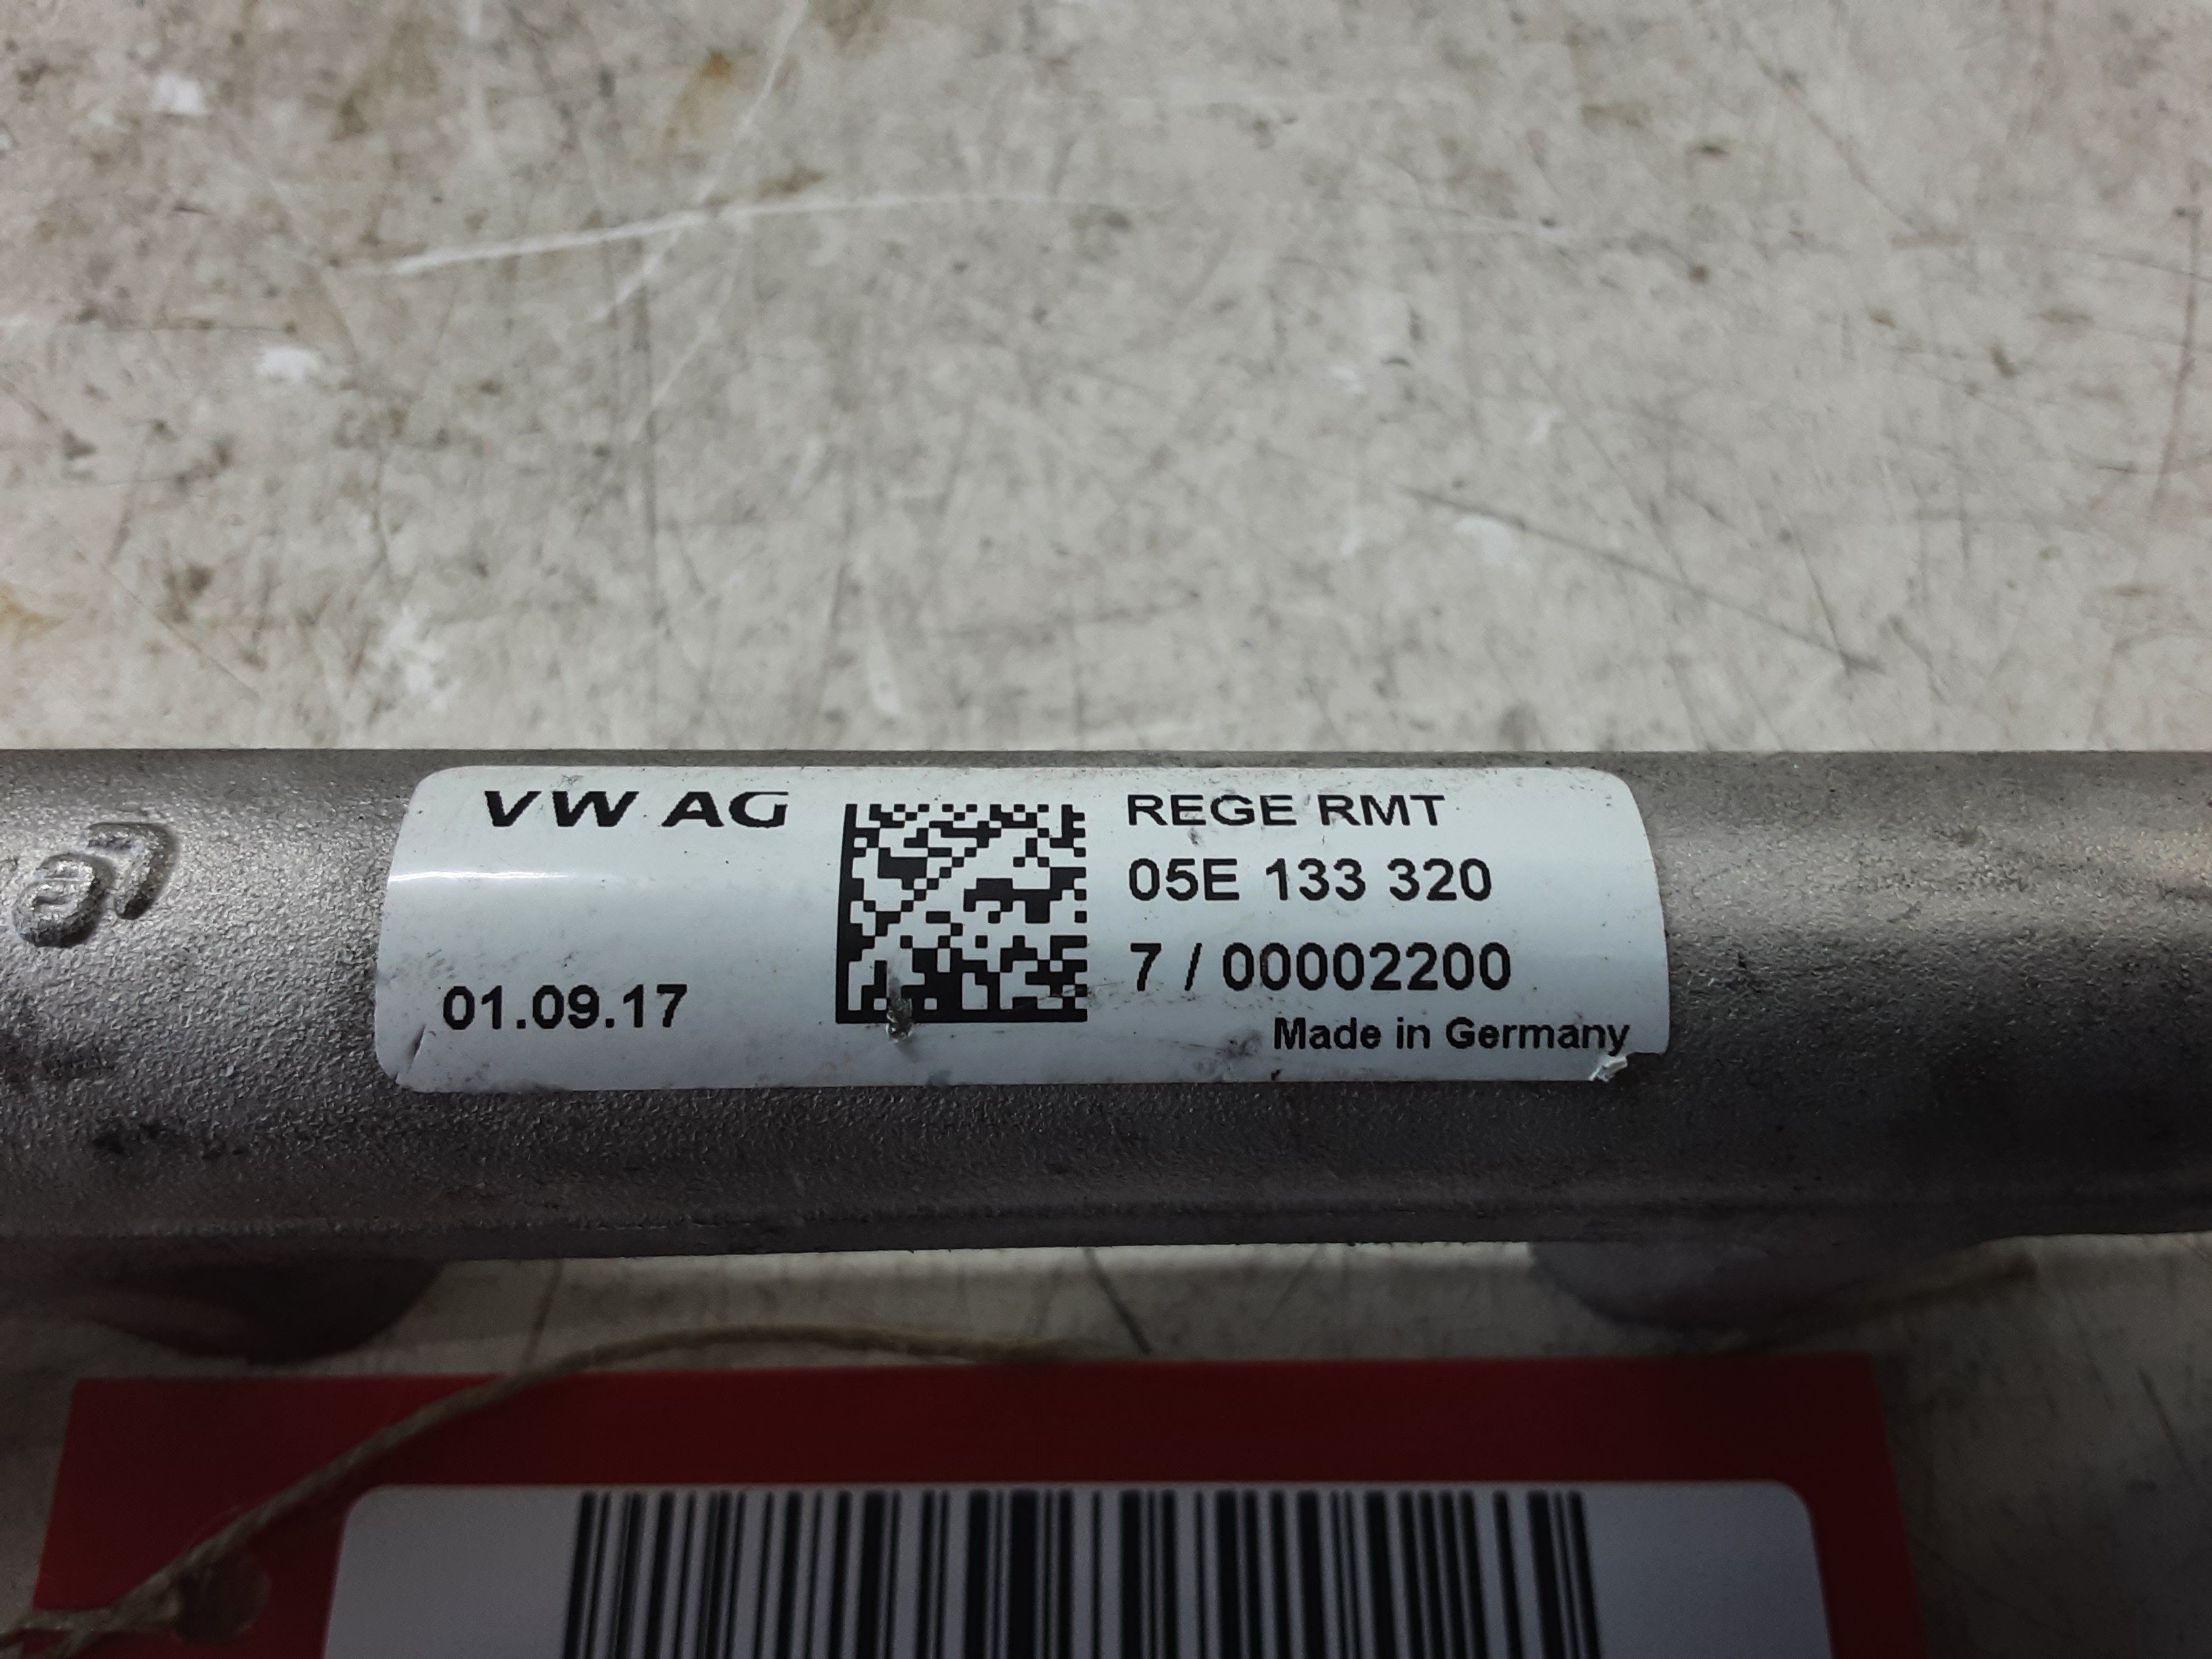 VW AG
01.09.17
REGE RMT
05E 133 320
7 / 00002200
Made in Germany